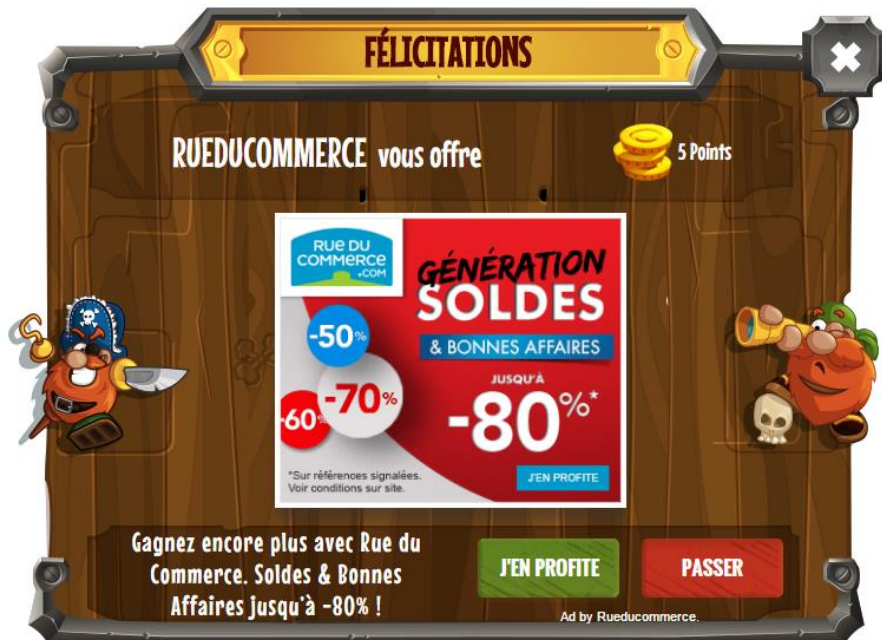 FÉLICITATIONS
RUEDUCOMMERCE vous offre
5 Points
RUE DU
COMMERCE
.COM
GÉNÉRATION
SOLDES
& BONNES AFFAIRES
JUSQU'À
-80%*
-50%
-70%
-60%
*Sur références signalées.
Voir conditions sur site.
J'EN PROFITE
Gagnez encore plus avec Rue du
Commerce. Soldes & Bonnes
Affaires jusqu'à -80% !
J'EN PROFITE
PASSER
Ad by Rueducommerce.